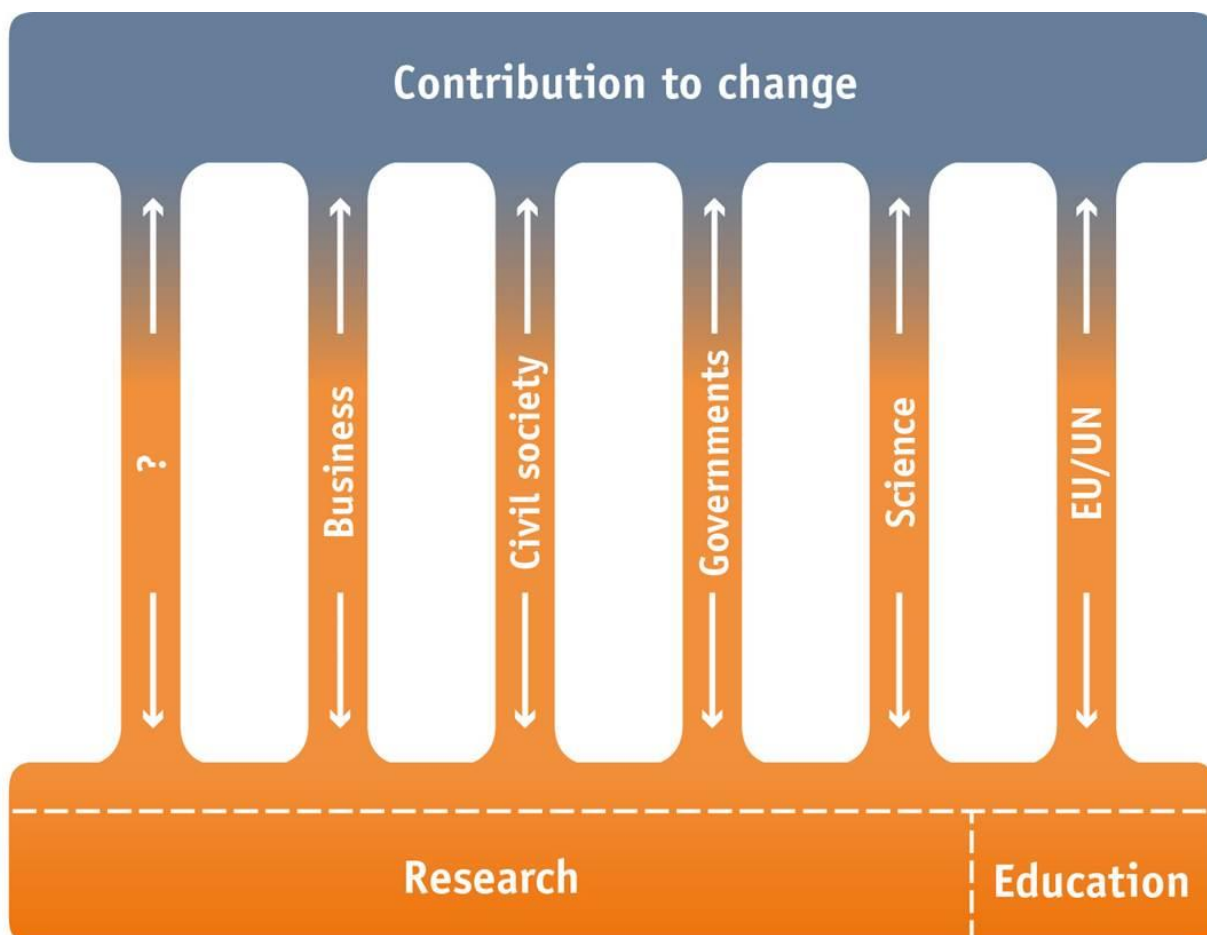 Contribution to change
?
Business
Civil society
Governments
Science
EU/UN
Research
Education